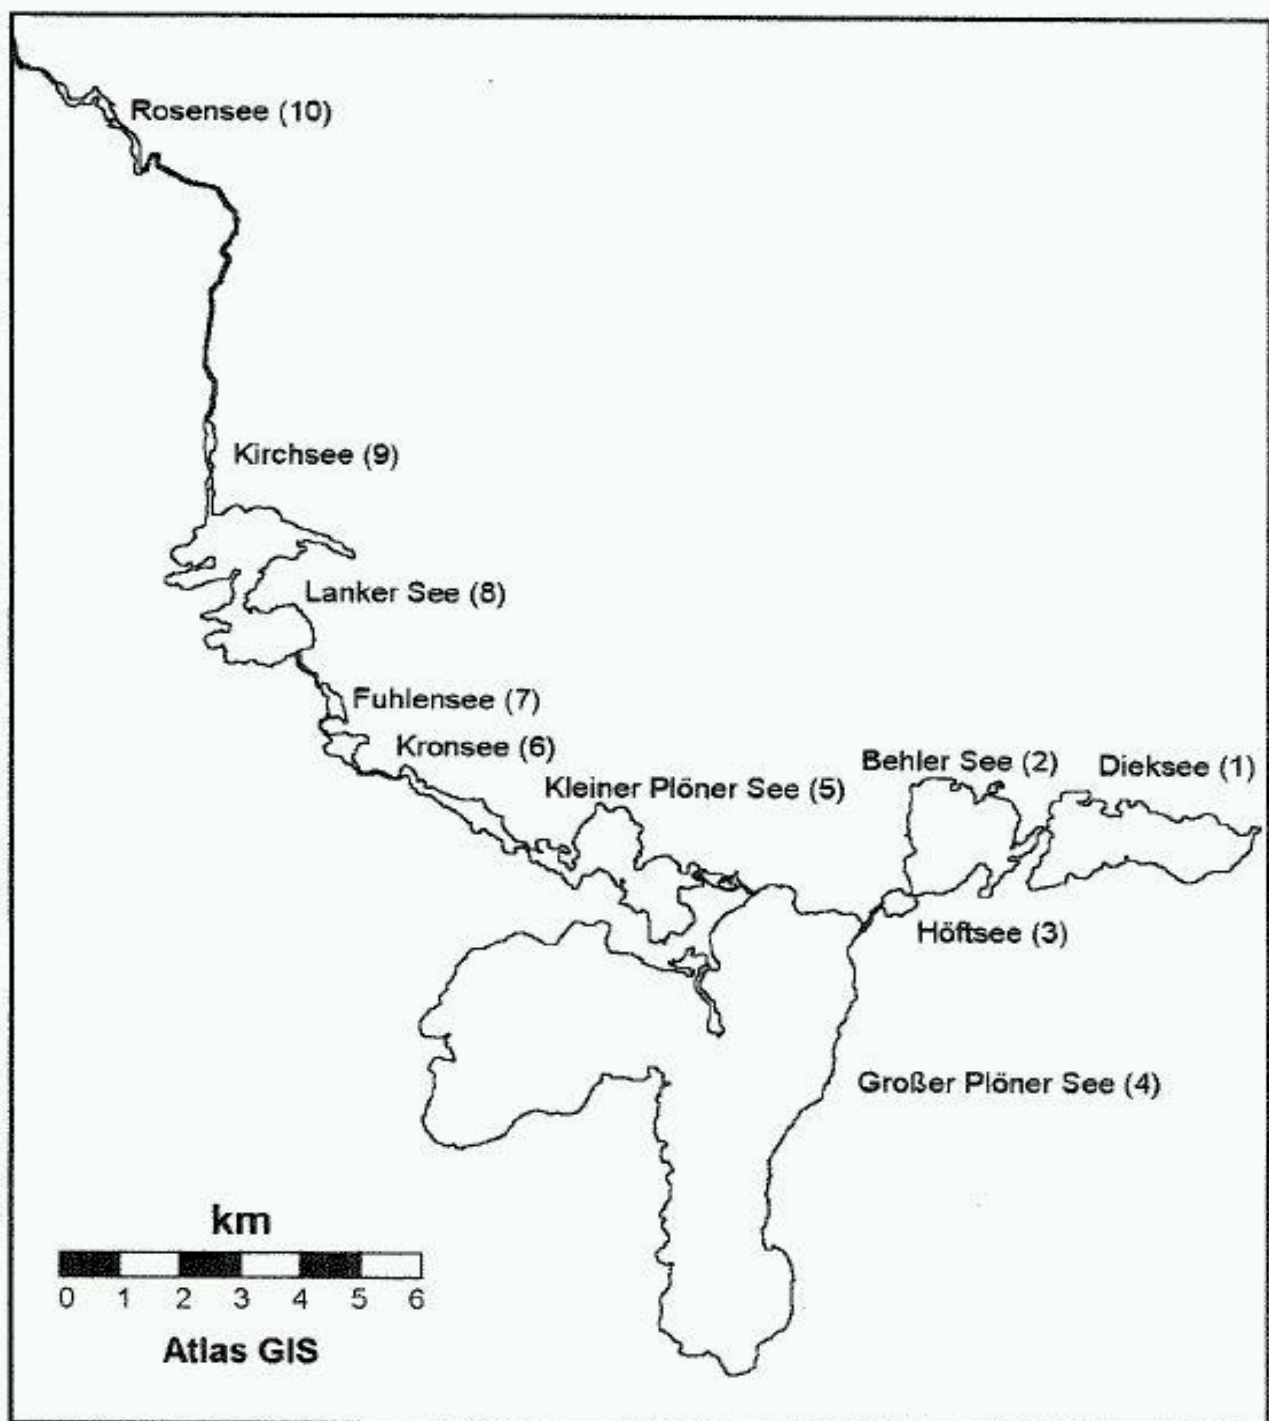 Rosensee (10)
Kirchsee (9)
Lanker See (8)
Fuhlensee (7)
Kronsee (6)
Kleiner Plöner See (5)
Behler See (2)
Dieksee (1)
Höftsee (3)
Großer Plöner See (4)
km
0 1 2 3 4 5 6
Atlas GIS